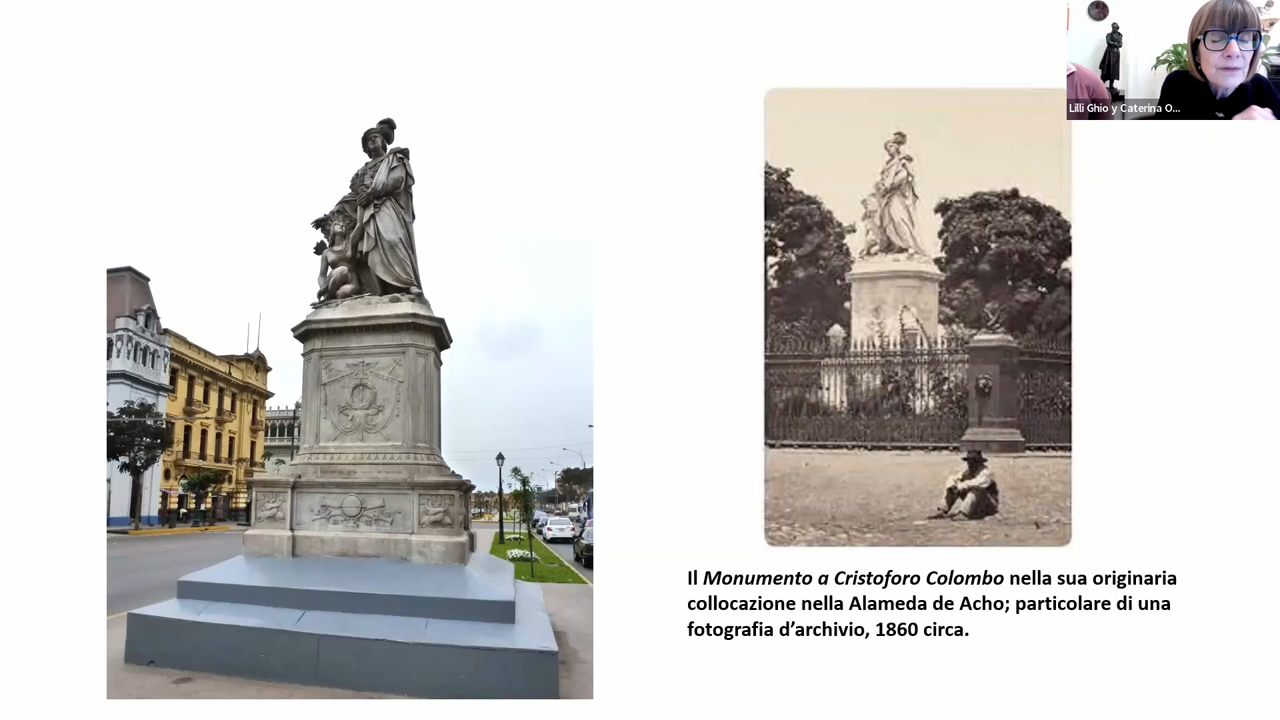 Lilli Ghio y Caterina O...
Il Monumento a Cristoforo Colombo nella sua originaria
collocazione nella Alameda de Acho; particolare di una
fotografia d’archivio, 1860 circa.